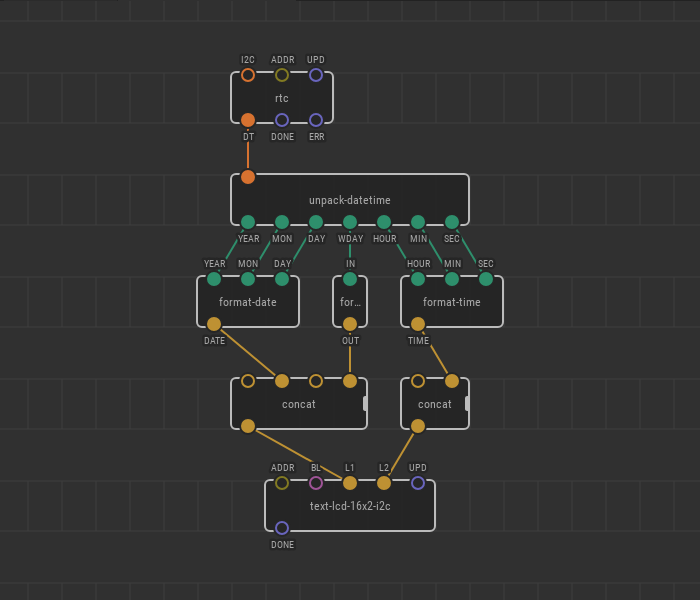 I2C ADDR UPD
rtc
DT DONE ERR
unpack-datetime
YEAR MON DAY WDAY HOUR MIN SEC
YEAR MON DAY IN HOUR MIN SEC
format-date for... format-time
DATE OUT TIME
concat concat
ADDR BL L1 L2 UPD
text-lcd-16x2-i2c
DONE